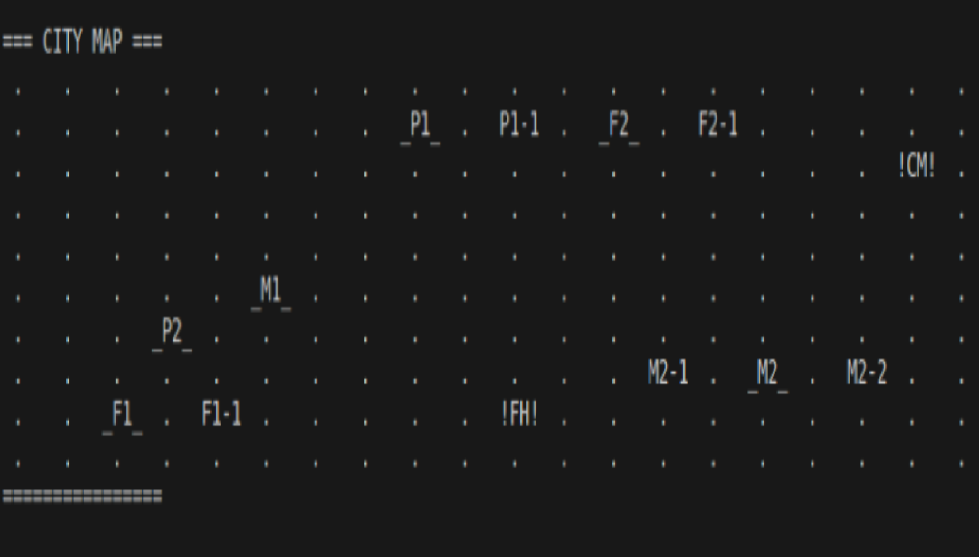 === CITY MAP ===
. . . . . . . . . . . . . . . . . . . .
. . . . . . . . _P1_ . P1-1 . _F2_ . F2-1 . . . . .
. . . . . . . . . . . . . . . . . . !CM! .
. . . . . . . . . . . . . . . . . . . .
. . . . . . . . . . . . . . . . . . . .
. . . . . _M1_ . . . . . . . . . . . . . .
. . . _P2_ . . . . . . . . . . . . . . . .
. . . . . . . . . . . . . M2-1 . _M2_ . M2-2 . .
. . _F1_ . F1-1 . . . . . !FH! . . . . . . . . .
. . . . . . . . . . . . . . . . . . . .
================